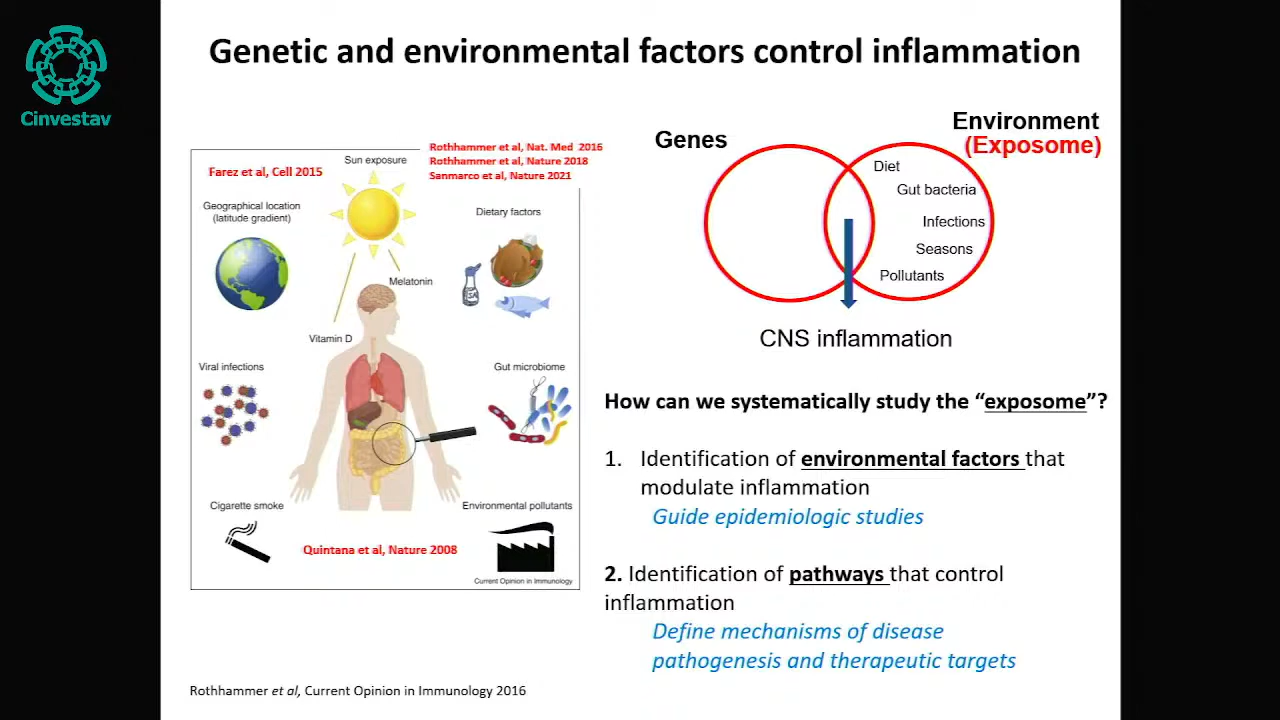 Cinvestav
Genetic and environmental factors control inflammation
Rothhammer et al, Nat. Med 2016
Rothhammer et al, Nature 2018
Sanmarco et al, Nature 2021
Farez et al, Cell 2015
Sun exposure
Geographical location
(latitude gradient)
Dietary factors
Melatonin
Vitamin D
Viral infections
Gut microbiome
Cigarette smoke
Environmental pollutants
Quintana et al, Nature 2008
Current Opinion in Immunology
Rothhammer et al, Current Opinion in Immunology 2016
Genes
Environment
(Exposome)
Diet
Gut bacteria
Infections
Seasons
Pollutants
CNS inflammation
How can we systematically study the “exposome”?
1. Identification of environmental factors that
modulate inflammation
Guide epidemiologic studies
2. Identification of pathways that control
inflammation
Define mechanisms of disease
pathogenesis and therapeutic targets